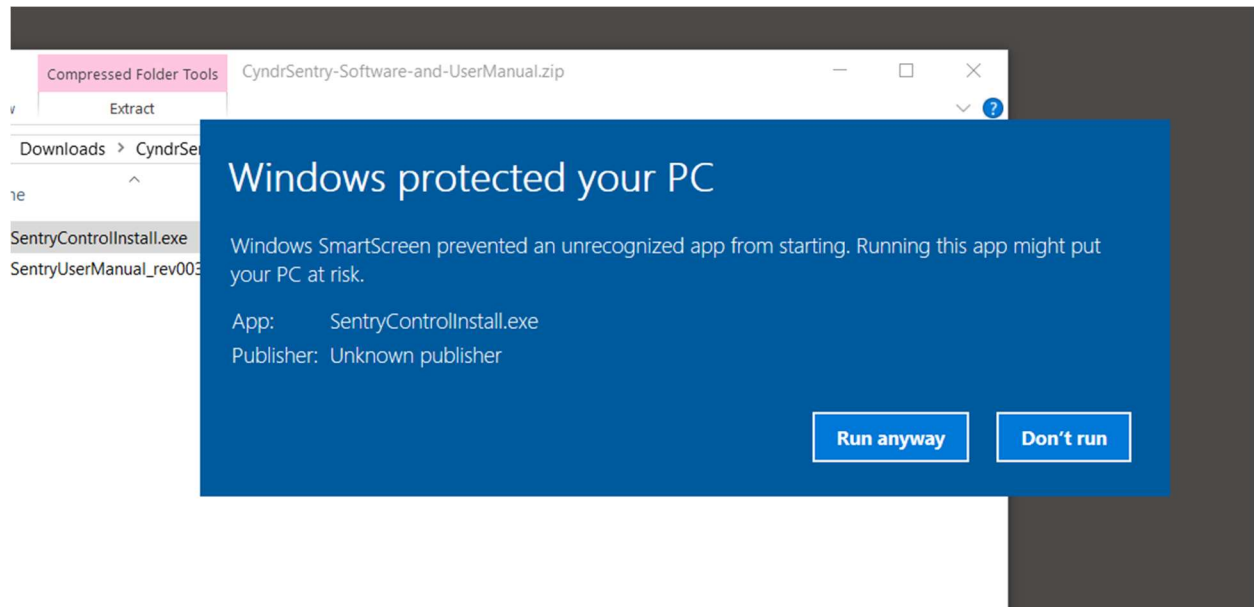 Compressed Folder Tools
CyndrSentry-Software-and-UserManual.zip
Extract
?
Downloads > CyndrSe
SentryControlInstall.exe
SentryUserManual_rev003
Windows protected your PC
Windows SmartScreen prevented an unrecognized app from starting. Running this app might put
your PC at risk.
App: SentryControlInstall.exe
Publisher: Unknown publisher
Run anyway
Don't run